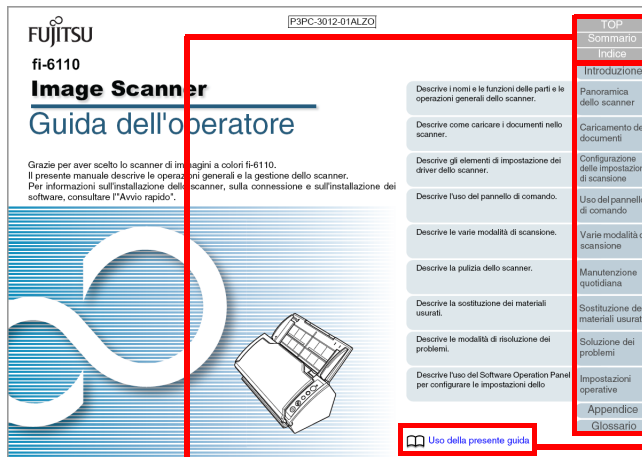 P3PC-3012-01ALZO
FUJITSU
fi-6110
Image Scanner
Guida dell'operatore
Grazie per aver scelto lo scanner di immagini a colori fi-6110.
Il presente manuale descrive le operazioni generali e la gestione dello scanner.
Per informazioni sull'installazione dello scanner, sulla connessione e sull'installazione dei
software, consultare l'"Avvio rapido".
TOP
Sommario
Indice
Introduzione
Descrive i nomi e le funzioni delle parti e le
operazioni generali dello scanner.
Panoramica
dello scanner
Descrive come caricare i documenti nello
scanner.
Caricamento de
documenti
Descrive gli elementi di impostazione dei
driver dello scanner.
Configurazione
delle impostazion
di scansione
Descrive l'uso del pannello di comando.
Uso del pannello
di comando
Descrive le varie modalità di scansione.
Varie modalità d
scansione
Descrive la pulizia dello scanner.
Manutenzione
quotidiana
Descrive la sostituzione dei materiali
usurati.
Sostituzione de
materiali usurat
Descrive le modalità di risoluzione dei
problemi.
Soluzione dei
problemi
Descrive l'uso del Software Operation Panel
per configurare le impostazioni dello
Impostazioni
operative
Appendice
Glossario
Uso della presente guida